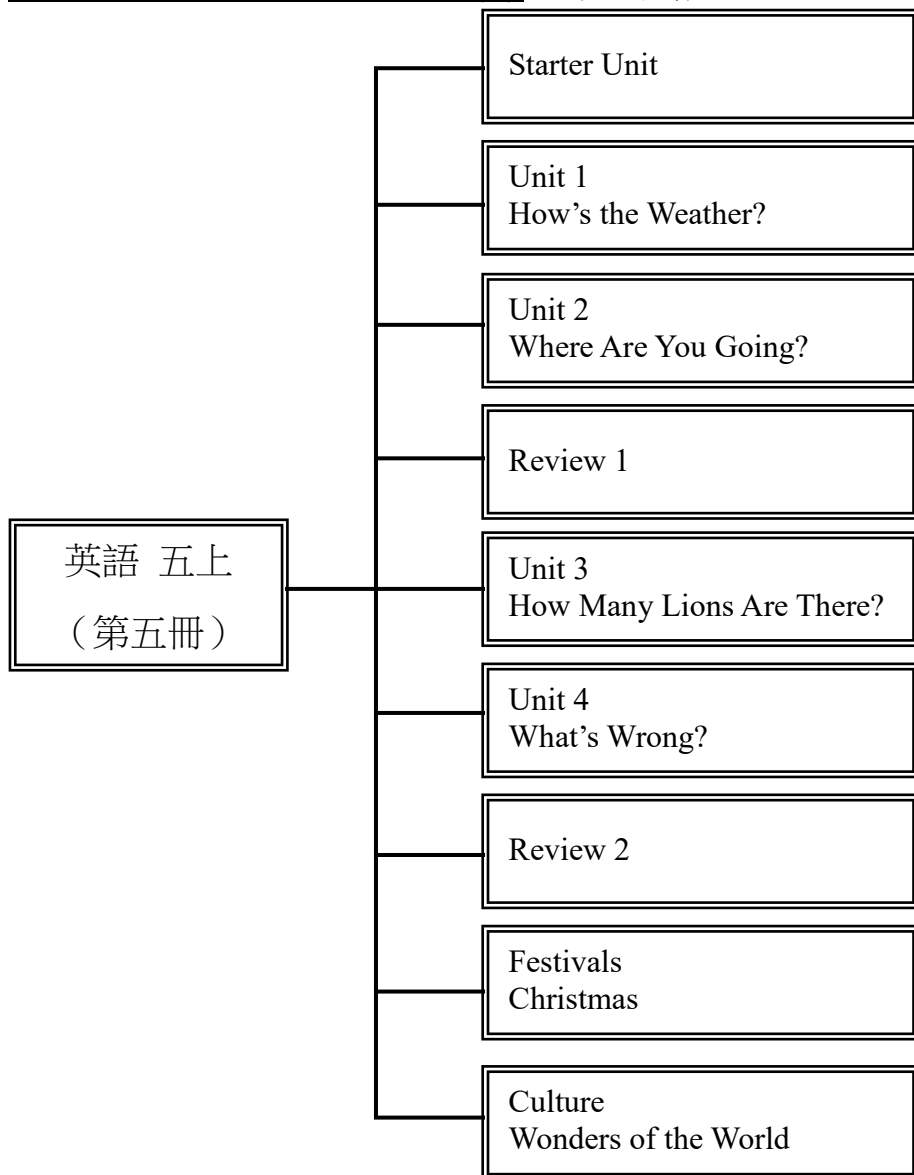 Starter Unit
Unit 1
How's the Weather?
Unit 2
Where Are You Going?
Review 1
英語 五上
（第五冊）
Unit 3
How Many Lions Are There?
Unit 4
What's Wrong?
Review 2
Festivals
Christmas
Culture
Wonders of the World